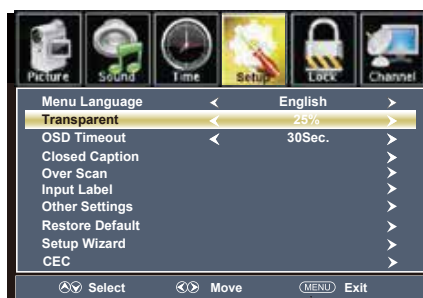 Picture Sound Time Setup Lock Channel
Menu Language English
Transparent 25%
OSD Timeout 30Sec.
Closed Caption
Over Scan
Input Label
Other Settings
Restore Default
Setup Wizard
CEC
Select Move MENU Exit